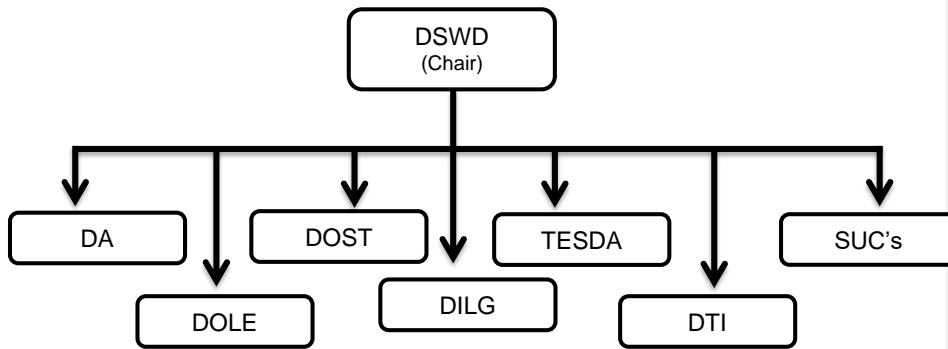 DSWD
(Chair)
DA
DOST
TESDA
SUC's
DOLE
DILG
DTI